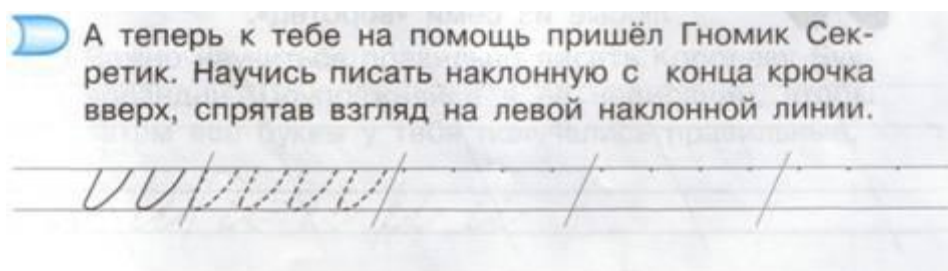 А теперь к тебе на помощь пришёл Гномик Сек-
ретик. Научись писать наклонную с конца крючка
вверх, спрятав взгляд на левой наклонной линии.